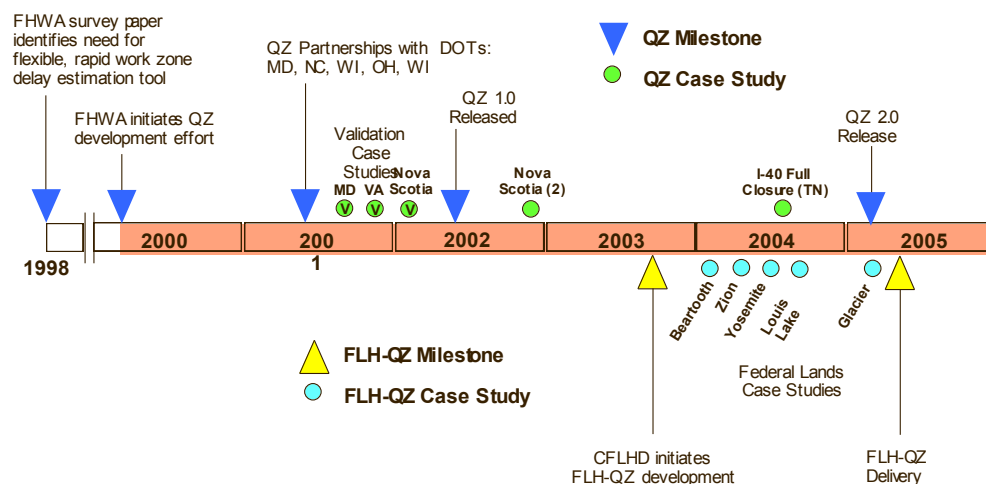 FHWA survey paper
identifies need for
flexible, rapid work zone
delay estimation tool
FHWA initiates QZ
development effort
QZ Partnerships with DOTs:
MD, NC, WI, OH, WI
Validation
Case
Studies
MD
VA
Nova
Scotia
V
V
V
QZ 1.0
Released
Nova
Scotia (2)
QZ Milestone
QZ Case Study
I-40 Full
Closure (TN)
QZ 2.0
Release
1998
2000
200
1
2002
2003
2004
2005
Beartooth
Zion
Yosemite
Louis
Lake
Glacier
FLH-QZ Milestone
FLH-QZ Case Study
Federal Lands
Case Studies
CFLHD initiates
FLH-QZ development
FLH-QZ
Delivery